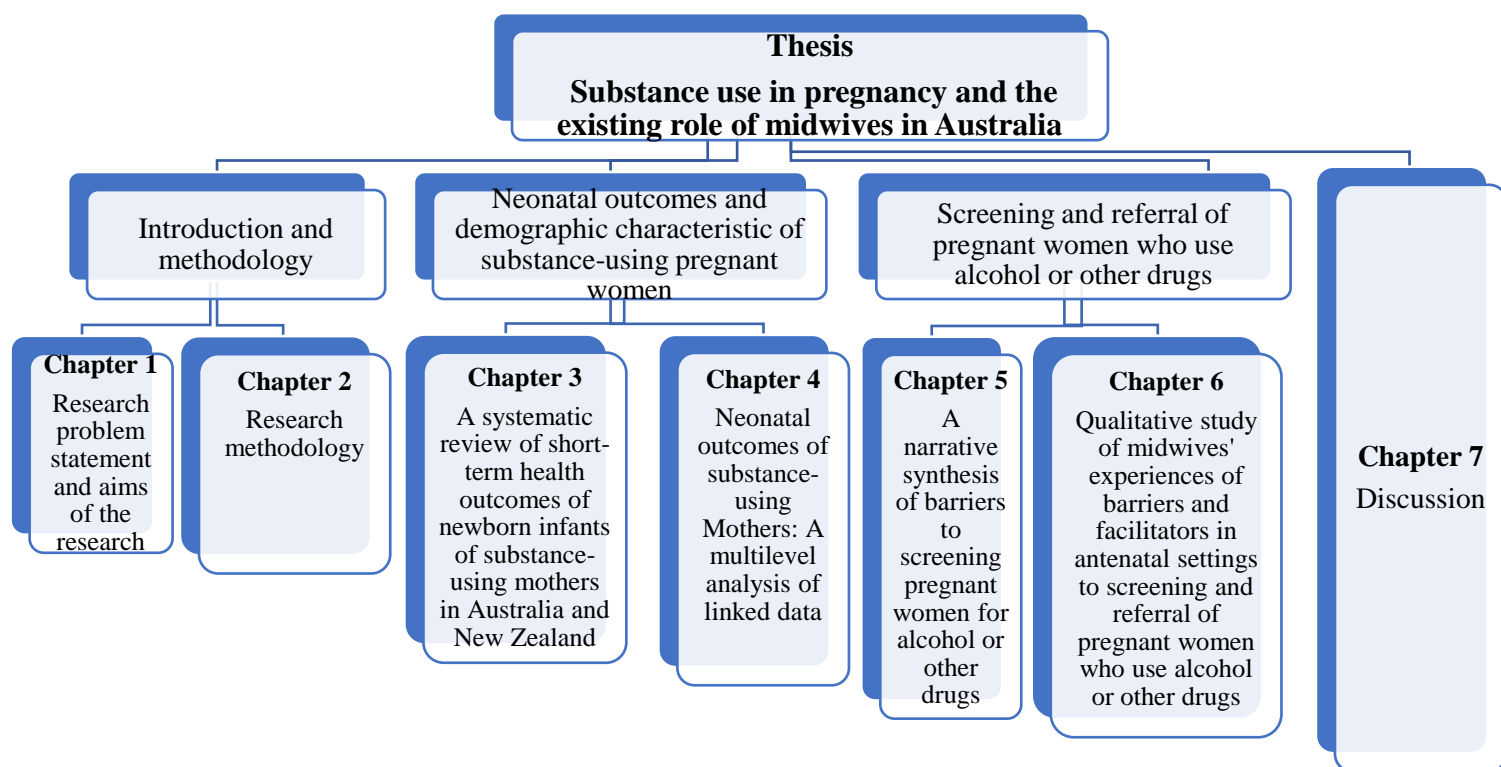 Thesis
Substance use in pregnancy and the
existing role of midwives in Australia
Introduction and
methodology
Neonatal outcomes and
demographic characteristic of
substance-using pregnant
women
Screening and referral of
pregnant women who use
alcohol or other drugs
Chapter 1
Research
problem
statement
and aims
of the
research
Chapter 2
Research
methodology
Chapter 3
A systematic
review of short-
term health
outcomes of
newborn infants
of substance-
using mothers
in Australia and
New Zealand
Chapter 4
Neonatal
outcomes of
substance-
using
Mothers: A
multilevel
analysis of
linked data
Chapter 5
A
narrative
synthesis
of barriers
to
screening
pregnant
women for
alcohol or
other
drugs
Chapter 6
Qualitative study
of midwives'
experiences of
barriers and
facilitators in
antenatal settings
to screening and
referral of
pregnant women
who use alcohol
or other drugs
Chapter 7
Discussion